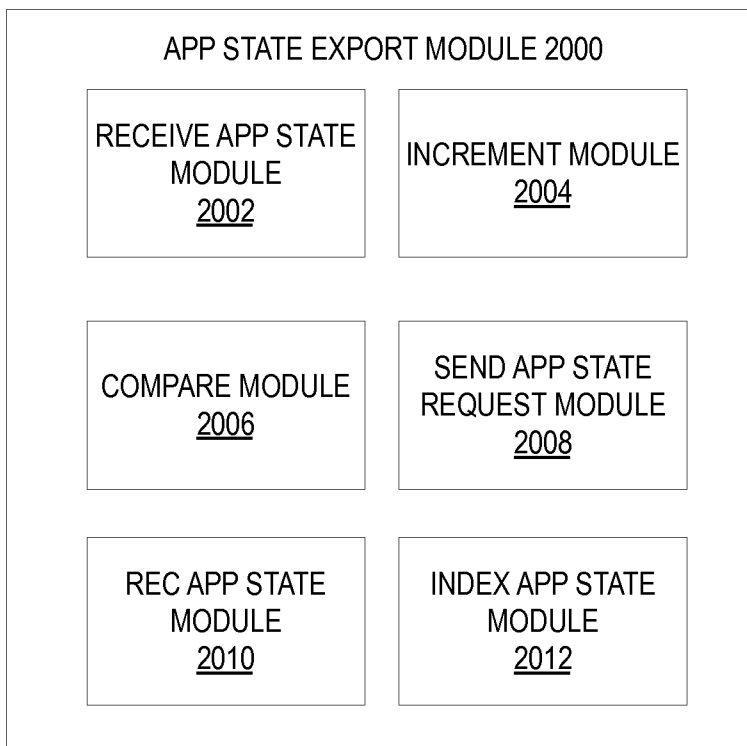 APP STATE EXPORT MODULE 2000
RECEIVE APP STATE
MODULE
2002
INCREMENT MODULE
2004
COMPARE MODULE
2006
SEND APP STATE
REQUEST MODULE
2008
REC APP STATE
MODULE
2010
INDEX APP STATE
MODULE
2012